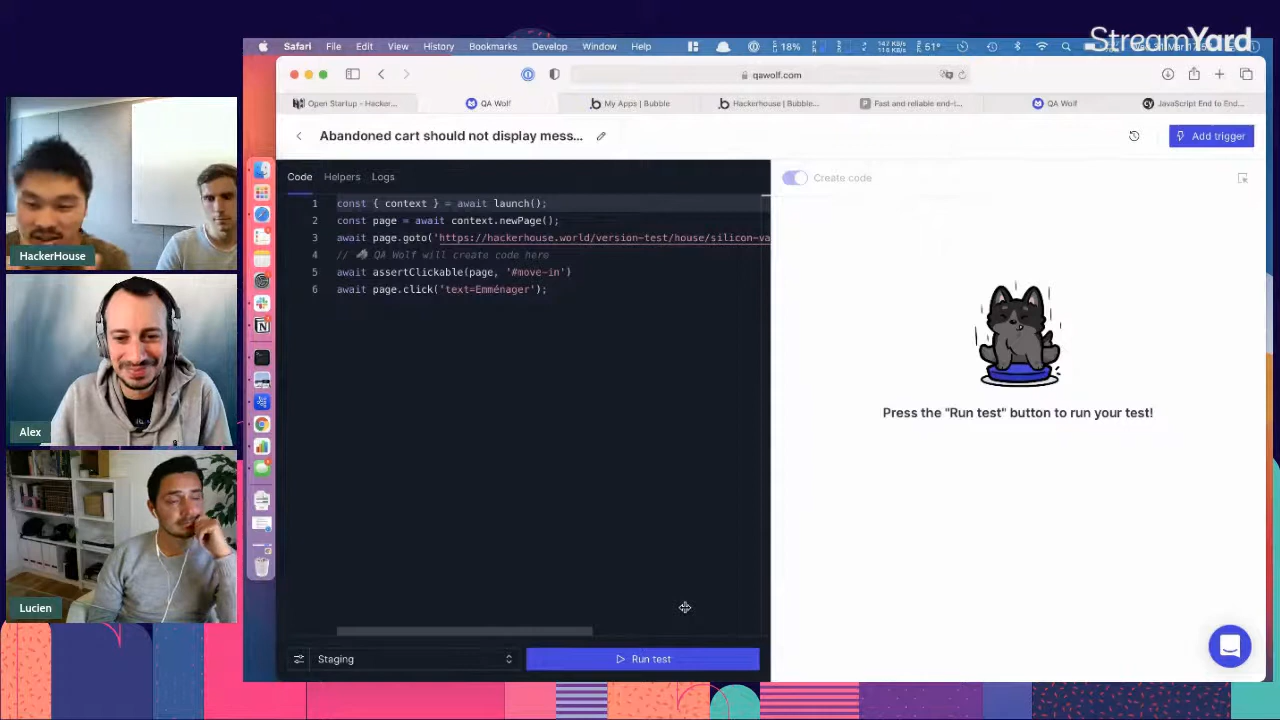 StreamYard
Safari File Edit View History Bookmarks Develop Window Help
18%
51°
qawolf.com
Open Startup - Hacker...
QA Wolf
My Apps | Bubble
Hackerhouse | Bubble...
Fast and reliable end-t...
QA Wolf
JavaScript End to End...
Abandoned cart should not display mess...
Add trigger
Code Helpers Logs
Create code
1 const { context } = await launch();
2 const page = await context.newPage();
3 await page.goto('https://hackerhouse.world/version-test/house/silicon-va
4 // 🐺 QA Wolf will create code here
5 await assertClickable(page, '#move-in')
6 await page.click('text=Emménager');
Press the "Run test" button to run your test!
Staging
Run test
HackerHouse
Alex
Lucien